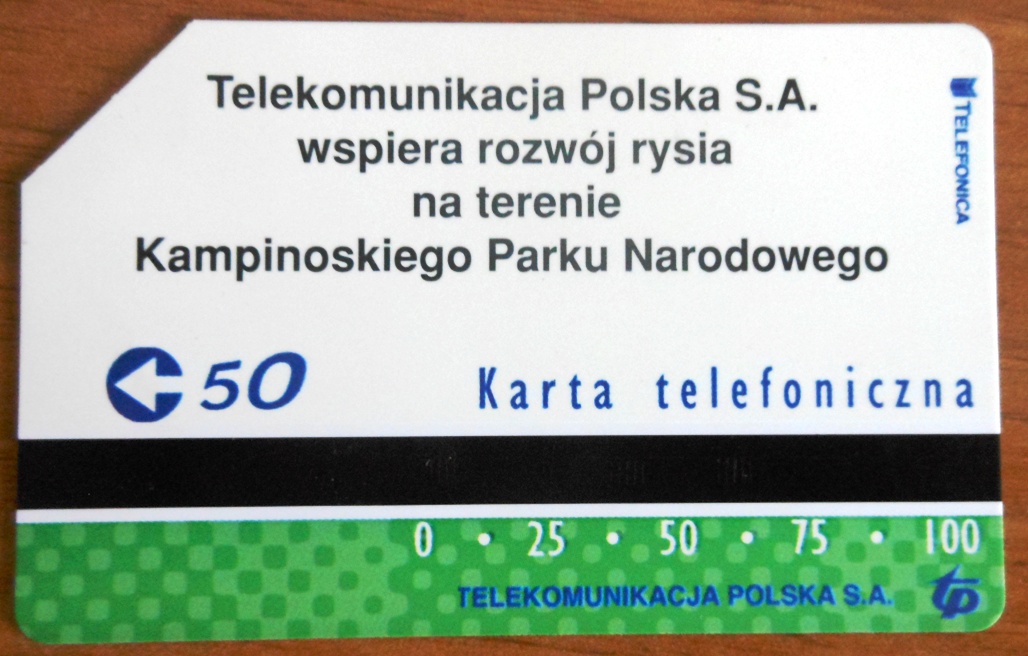 Telekomunikacja Polska S.A.
wspiera rozwój rysia
na terenie
Kampinoskiego Parku Narodowego
TELEFONICA
50
Karta telefoniczna
0 • 25 • 50 • 75 • 100
TELEKOMUNIKACJA POLSKA S.A. tp